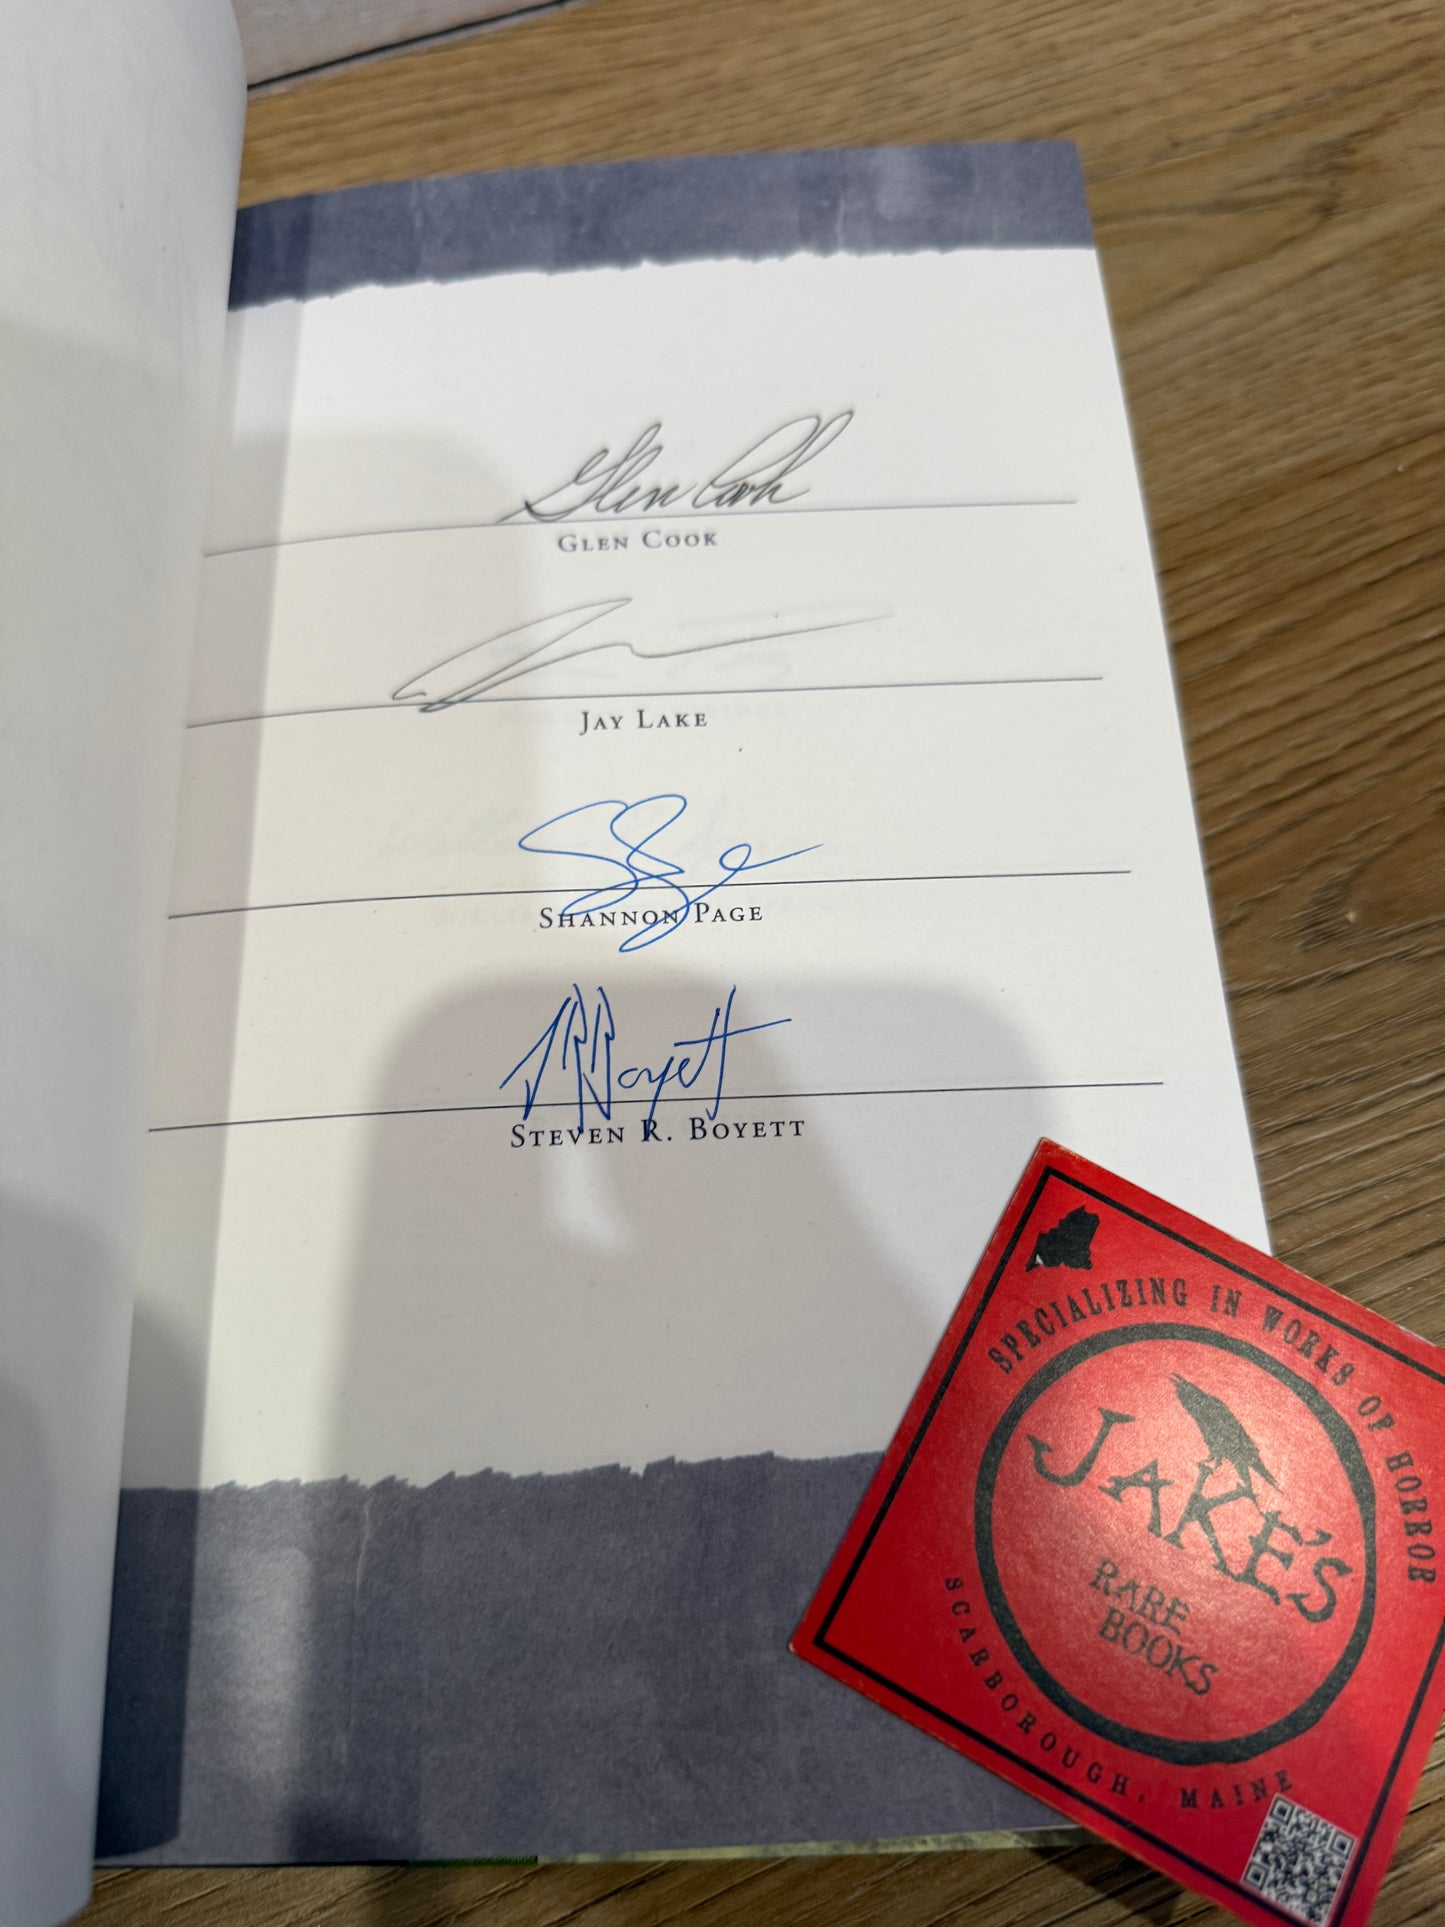 Glen Cook
GLEN COOK
JAY LAKE
SHANNON PAGE
Boyett
STEVEN R. BOYETT
SPECIALIZING IN WORKS OF HORROR
JAKE'S
RARE
BOOKS
SCARBOROUGH, MAINE